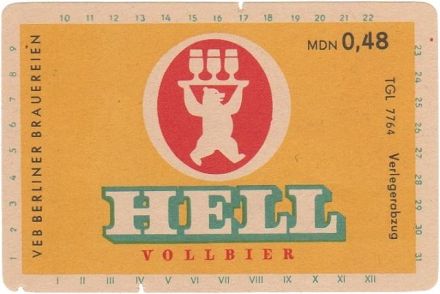 10 11 12 13 14 15 16 17 18 19 20 21 22
MDN 0,48
HELL
VOLLBIER
VEB BERLINER BRAUEREIEN
TGL 7764 Verlegerabzug
1 2 3 4 5 6 7 8 9
23 24 25 26 27 28 29 30 31
I II III IV V VI VII VIII IX X XI XII